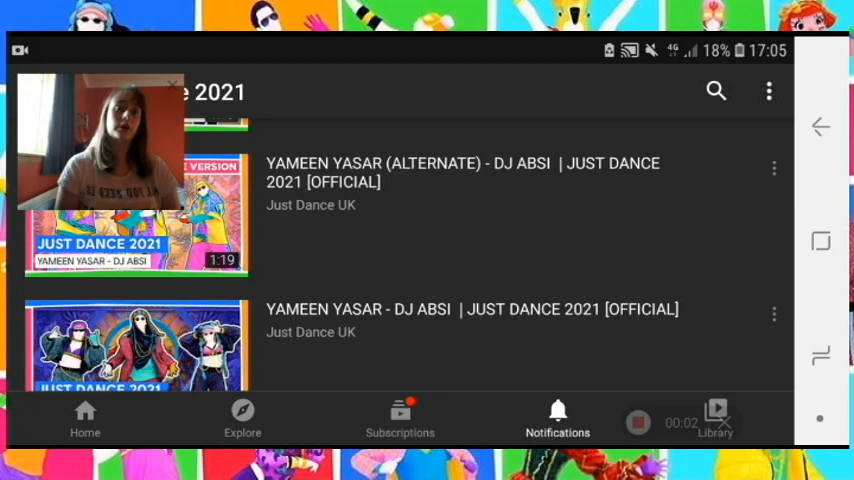 4G 18% 17:05
e 2021
E VERSION
YAMEEN YASAR (ALTERNATE) - DJ ABSI | JUST DANCE
2021 [OFFICIAL]
Just Dance UK
JUST DANCE 2021
YAMEEN YASAR - DJ ABSI
1:19
YAMEEN YASAR - DJ ABSI | JUST DANCE 2021 [OFFICIAL]
Just Dance UK
JUST DANCE 2021
Home
Explore
Subscriptions
Notifications
00:02
Library